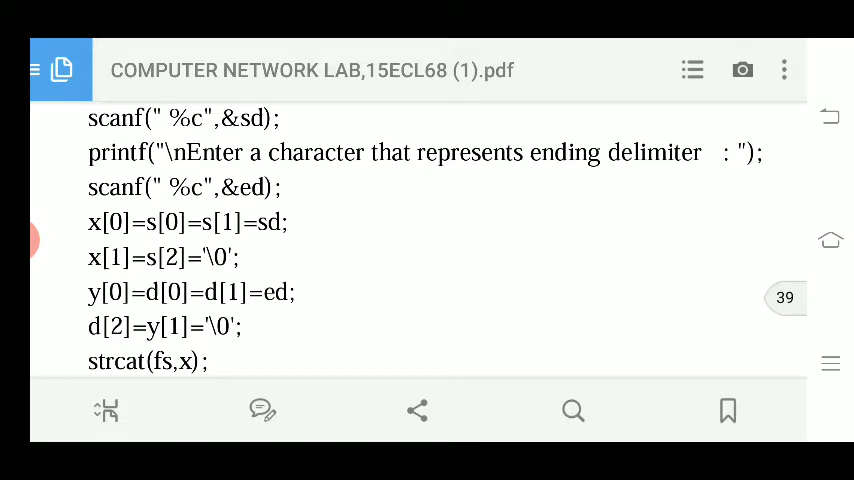 COMPUTER NETWORK LAB,15ECL68 (1).pdf
scanf(" %c",&sd);
printf("\nEnter a character that represents ending delimiter   : ");
scanf(" %c",&ed);
x[0]=s[0]=s[1]=sd;
x[1]=s[2]='\0';
y[0]=d[0]=d[1]=ed;
d[2]=y[1]='\0';
strcat(fs,x);
39